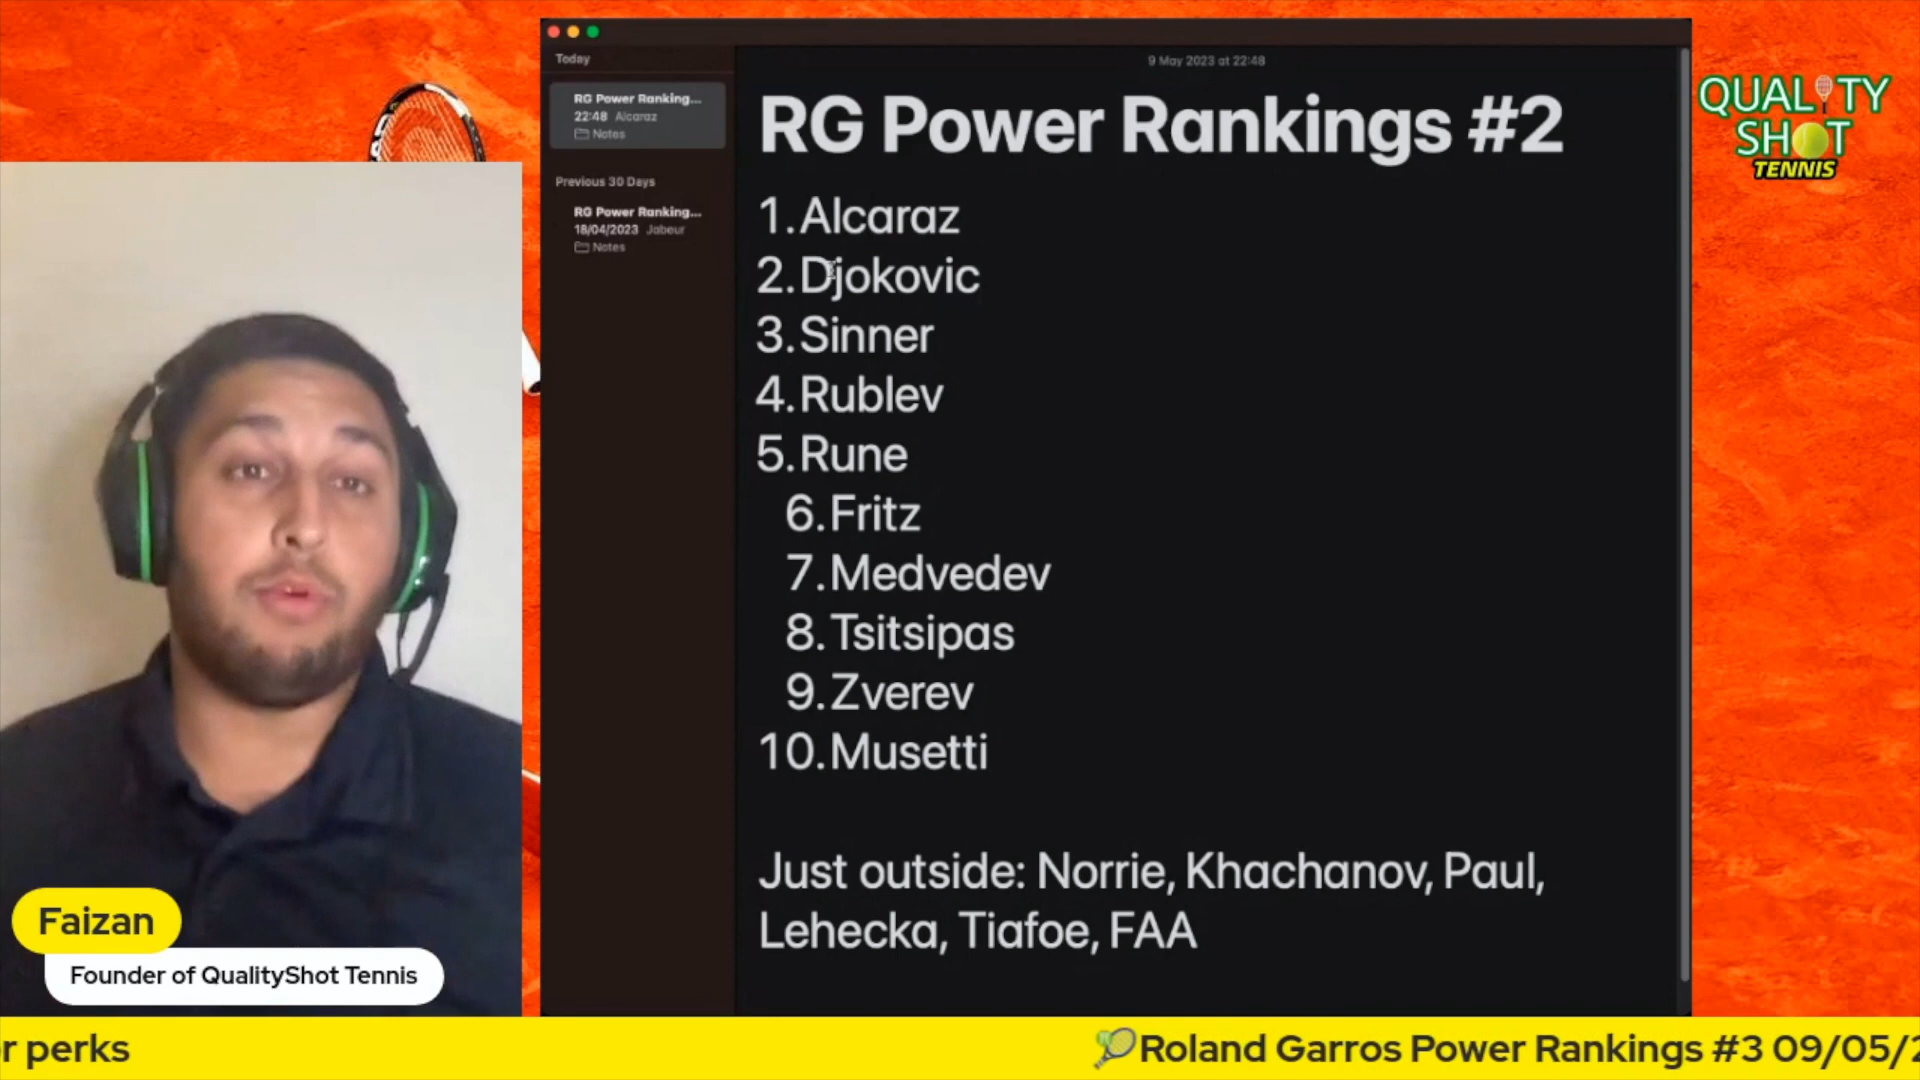 Today
RG Power Ranking...
22:48 Alcaraz
Notes
Previous 30 Days
RG Power Ranking...
18/04/2023 Jabeur
Notes
9 May 2023 at 22:48
RG Power Rankings #2
1. Alcaraz
2. Djokovic
3. Sinner
4. Rublev
5. Rune
6. Fritz
7. Medvedev
8. Tsitsipas
9. Zverev
10. Musetti
Just outside: Norrie, Khachanov, Paul,
Lehecka, Tiafoe, FAA
QUALITY
SHOT
TENNIS
Faizan
Founder of QualityShot Tennis
r perks
Roland Garros Power Rankings #3 09/05/2